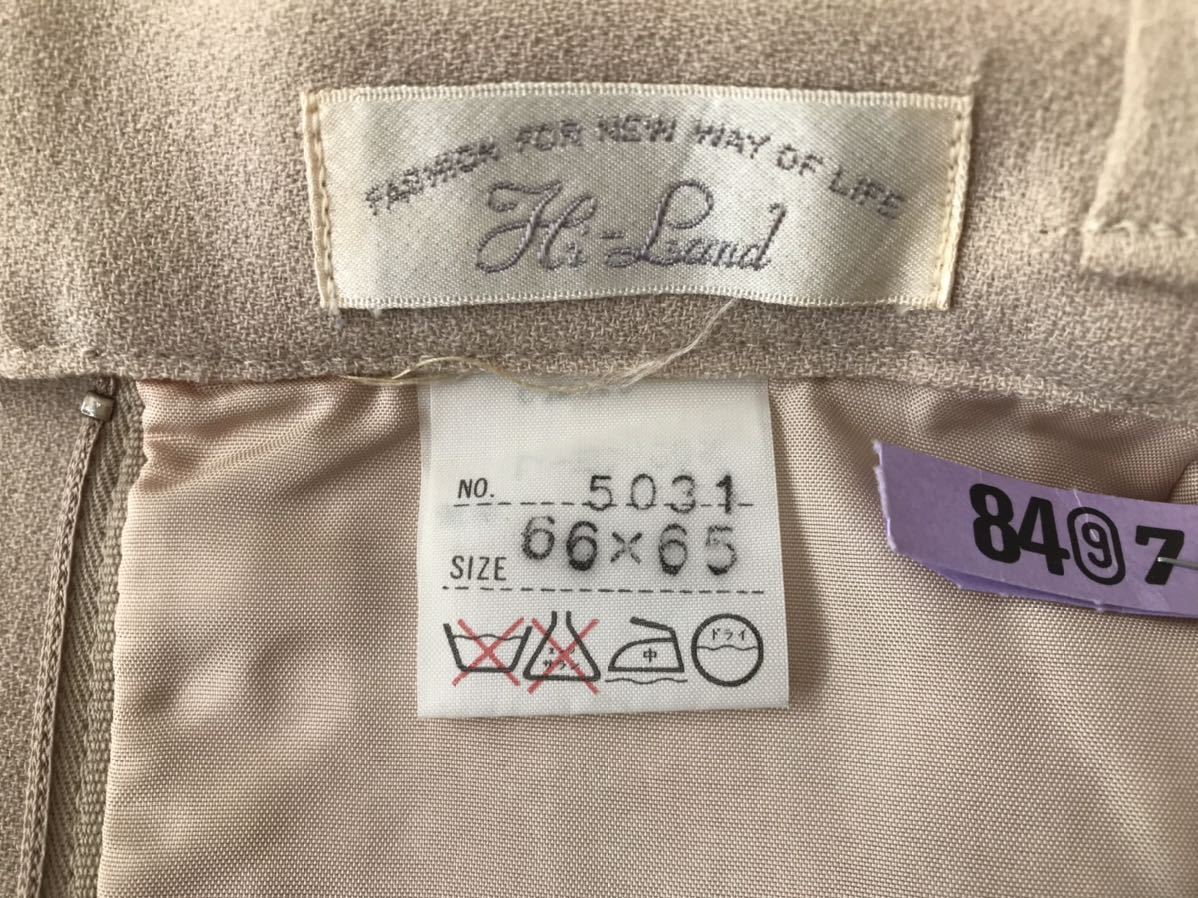 FASHION FOR NEW WAY OF LIFE
Hi-Land
NO. 5031
SIZE 66×65
中
ドライ
84⑨7